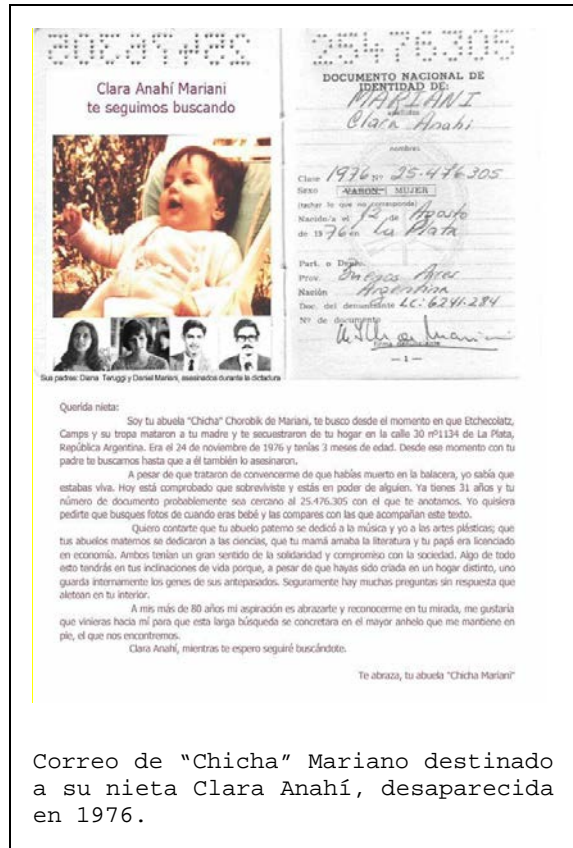 25476305
25476305
Clara Anahí Mariani
te seguimos buscando
DOCUMENTO NACIONAL DE
IDENTIDAD DE:
MARIANI
apellidos
Clara Anahi
nombres
Clase 1976 Nº 25.476.305
Sexo VARON MUJER
(tachar lo que no corresponda)
Nacido/a el 12 de Agosto
de 1976 en La Plata
Part. o Depto.
Prov. Buenos Aires
Nación Argentina
Doc. del denunciante LC: 6241.284
Nº de documento
— 1 —
Sus padres: Diana Teruggi y Daniel Mariani, asesinados durante la dictadura
Querida nieta:
Soy tu abuela "Chicha" Chorobik de Mariani, te busco desde el momento en que Etchecolatz,
Camps y su tropa mataron a tu madre y te secuestraron de tu hogar en la calle 30 nº1134 de La Plata,
República Argentina. Era el 24 de noviembre de 1976 y tenías 3 meses de edad. Desde ese momento con tu
padre te buscamos hasta que a él también lo asesinaron.
A pesar de que trataron de convencerme de que habías muerto en la balacera, yo sabía que
estabas viva. Hoy está comprobado que sobreviviste y estás en poder de alguien. Ya tienes 31 años y tu
número de documento probablemente sea cercano al 25.476.305 con el que te anotamos. Yo quisiera
pedirte que busques fotos de cuando eras bebé y las compares con las que acompañan este texto.
Quiero contarte que tu abuelo paterno se dedicó a la música y yo a las artes plásticas; que
tus abuelos maternos se dedicaron a las ciencias, que tu mamá amaba la literatura y tu papá era licenciado
en economía. Ambos tenían un gran sentido de la solidaridad y compromiso con la sociedad. Algo de todo
esto tendrás en tus inclinaciones de vida porque, a pesar de que hayas sido criada en un hogar distinto, uno
guarda internamente los genes de sus antepasados. Seguramente hay muchas preguntas sin respuesta que
aletean en tu interior.
A mis más de 80 años mi aspiración es abrazarte y reconocerme en tu mirada, me gustaría
que vinieras hacia mí para que esta larga búsqueda se concretara en el mayor anhelo que me mantiene en
pie, el que nos encontremos.
Clara Anahí, mientras te espero seguiré buscándote.
Te abraza, tu abuela "Chicha Mariani"
Correo de “Chicha” Mariano destinado
a su nieta Clara Anahí, desaparecida
en 1976.